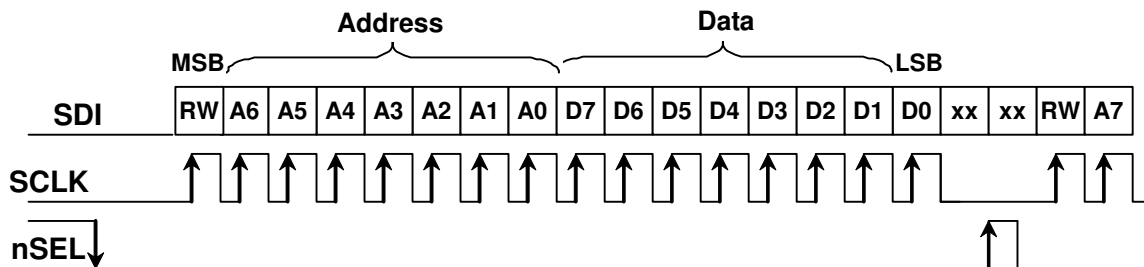 Address Data
MSB LSB
SDI RW A6 A5 A4 A3 A2 A1 A0 D7 D6 D5 D4 D3 D2 D1 D0 xx xx RW A7
SCLK
nSEL